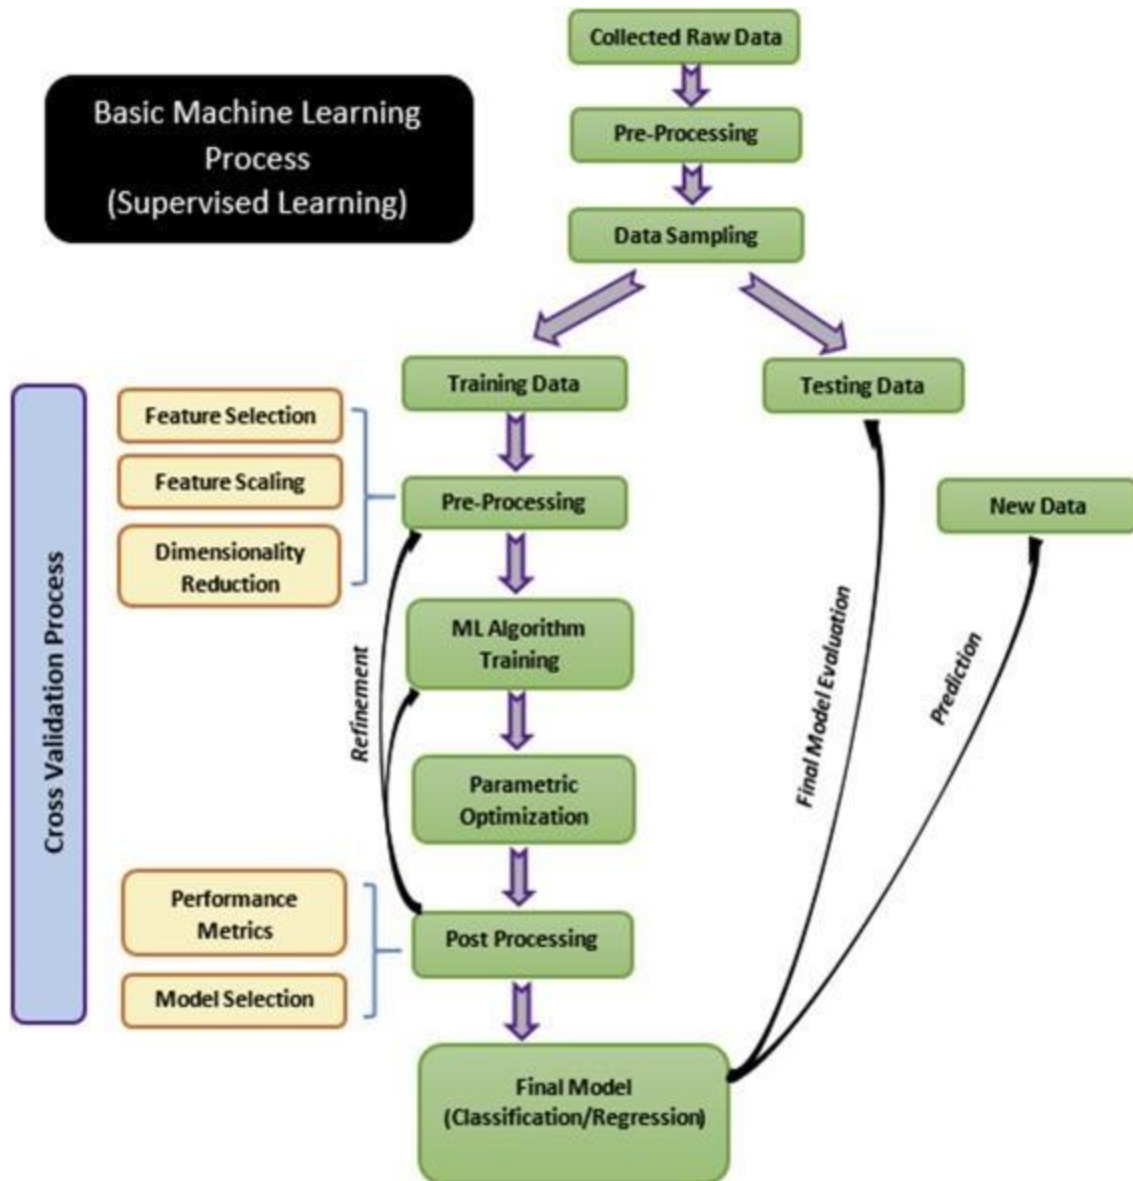 Collected Raw Data
Basic Machine Learning
Process
(Supervised Learning)
Pre-Processing
Data Sampling
Training Data
Testing Data
Feature Selection
Feature Scaling
Dimensionality
Reduction
Pre-Processing
New Data
Cross Validation Process
ML Algorithm
Training
Refinement
Final Model Evaluation
Prediction
Parametric
Optimization
Performance
Metrics
Model Selection
Post Processing
Final Model
(Classification/Regression)